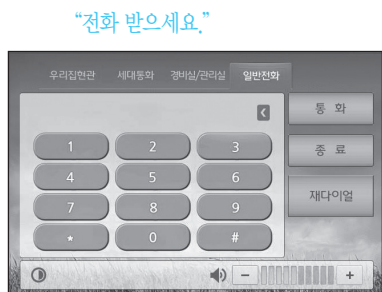 “전화 받으세요.”
우리집현관 세대통화 경비실/관리실 일반전화
통 화
1 2 3
종 료
4 5 6
재다이얼
7 8 9
* 0 #
− +